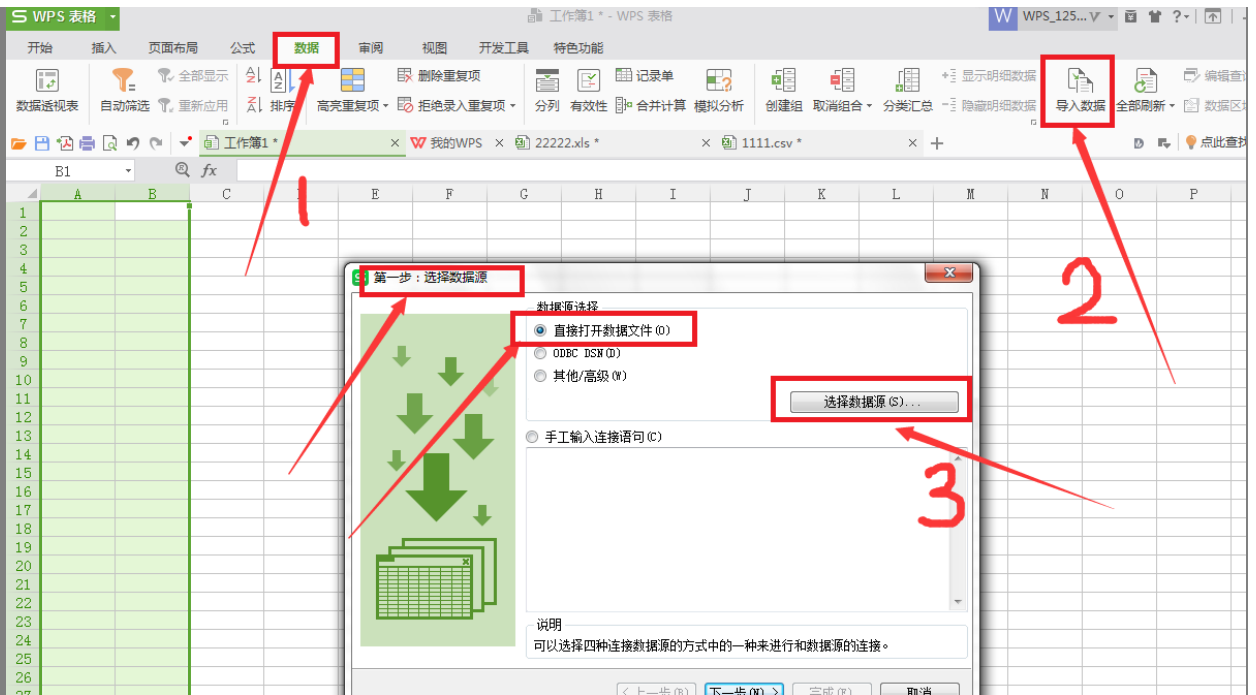 S WPS 表格
工作簿1 * - WPS 表格
W WPS_125...
?
开始 插入 页面布局 公式 数据 审阅 视图 开发工具 特色功能
全部显示 删除重复项 记录单 显示明细数据 编辑查
数据透视表 自动筛选 重新应用 排序 高亮重复项 拒绝录入重复项 分列 有效性 合并计算 模拟分析 创建组 取消组合 分类汇总 隐藏明细数据 导入数据 全部刷新 数据区
工作簿1 * × 我的WPS × 22222.xls * × 1111.csv * × + 点此查找
B1 fx
A B C E F G H I J K L M N O P
1
2
3
4
5
6
7
8
9
10
11
12
13
14
15
16
17
18
19
20
21
22
23
24
25
26
27
1
2
3
第一步：选择数据源
数据源选择
直接打开数据文件(O)
ODBC DSN(D)
其他/高级(W)
选择数据源(S)...
手工输入连接语句(C)
说明
可以选择四种连接数据源的方式中的一种来进行和数据源的连接。
< 上一步(B) 下一步(N) > 完成(F) 取消